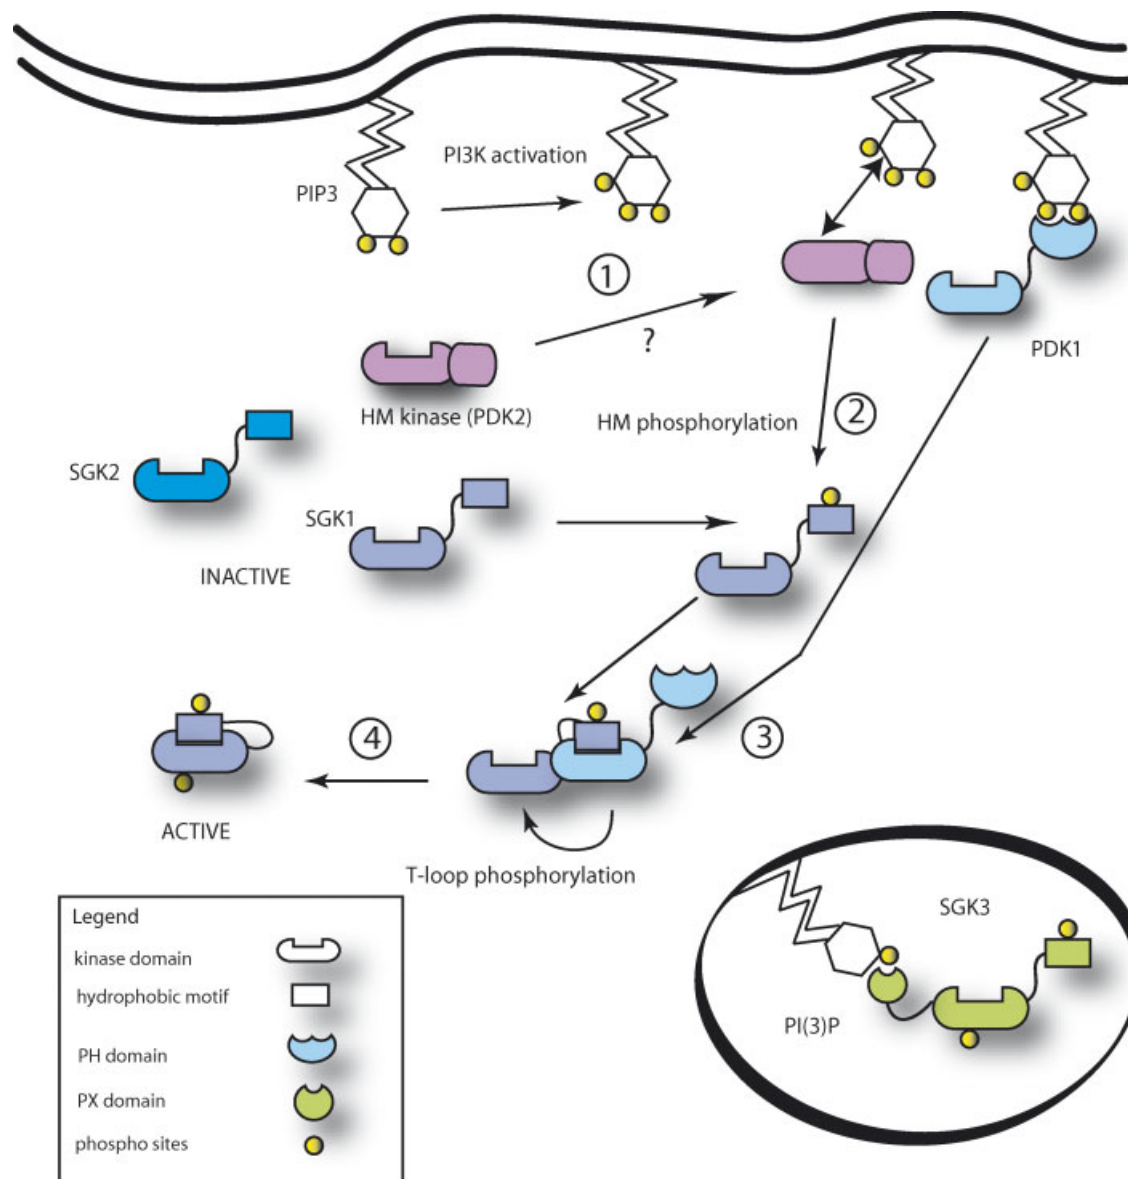 PI3K activation
PIP3
1
?
PDK1
HM kinase (PDK2)
HM phosphorylation
2
SGK2
SGK1
INACTIVE
3
4
ACTIVE
T-loop phosphorylation
Legend
kinase domain
hydrophobic motif
PH domain
PX domain
phospho sites
SGK3
PI(3)P